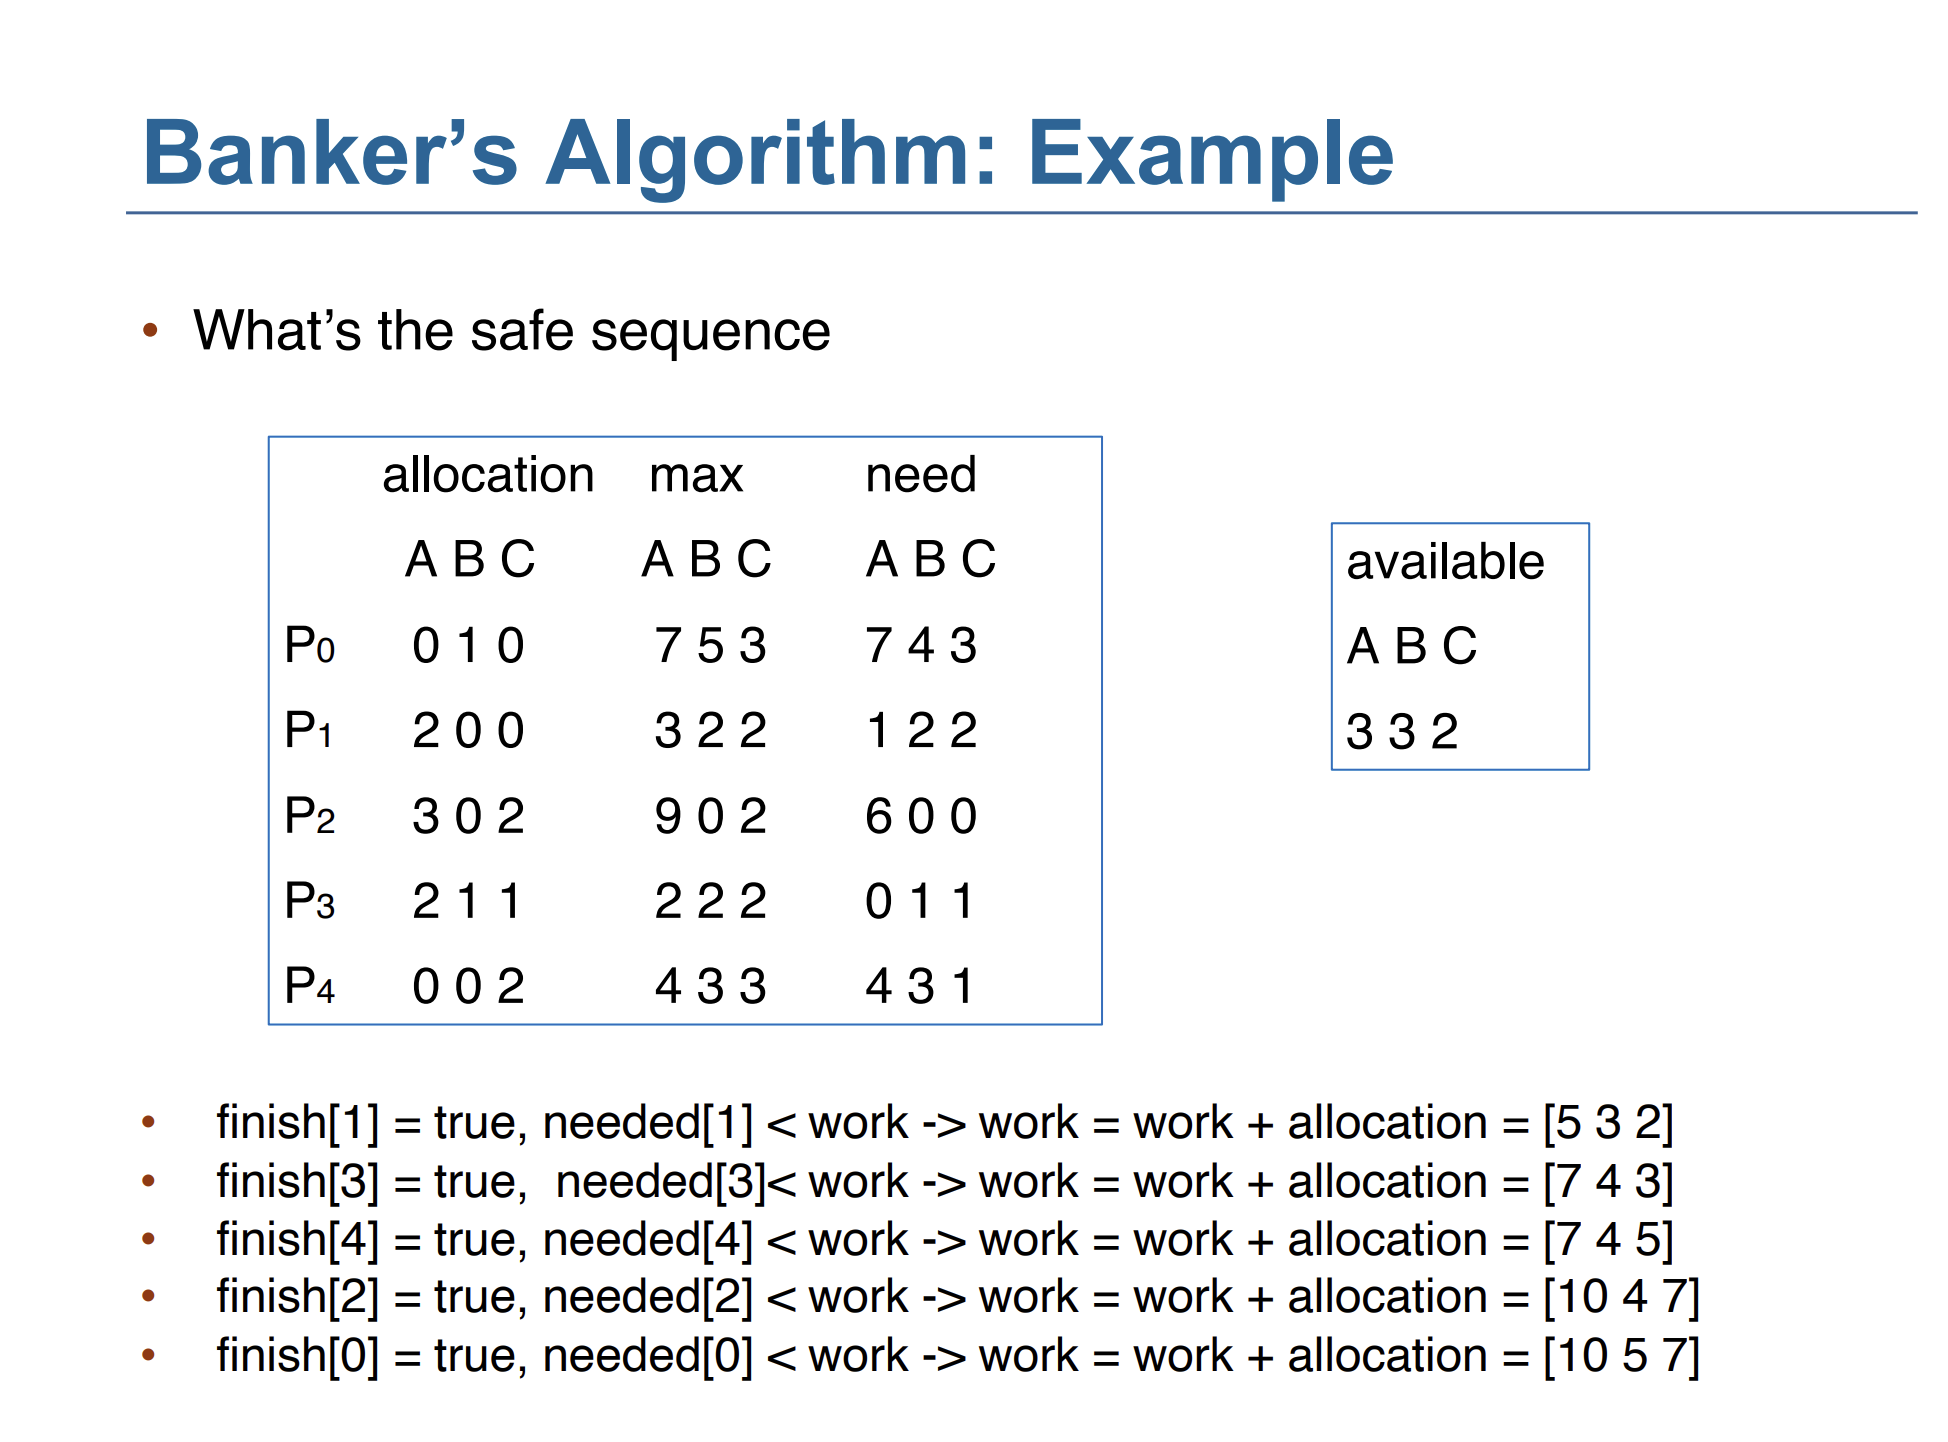 Banker’s Algorithm: Example
• What’s the safe sequence
allocation max need
A B C A B C A B C
P0 0 1 0 7 5 3 7 4 3
P1 2 0 0 3 2 2 1 2 2
P2 3 0 2 9 0 2 6 0 0
P3 2 1 1 2 2 2 0 1 1
P4 0 0 2 4 3 3 4 3 1
available
A B C
3 3 2
• finish[1] = true, needed[1] < work -> work = work + allocation = [5 3 2]
• finish[3] = true, needed[3]< work -> work = work + allocation = [7 4 3]
• finish[4] = true, needed[4] < work -> work = work + allocation = [7 4 5]
• finish[2] = true, needed[2] < work -> work = work + allocation = [10 4 7]
• finish[0] = true, needed[0] < work -> work = work + allocation = [10 5 7]